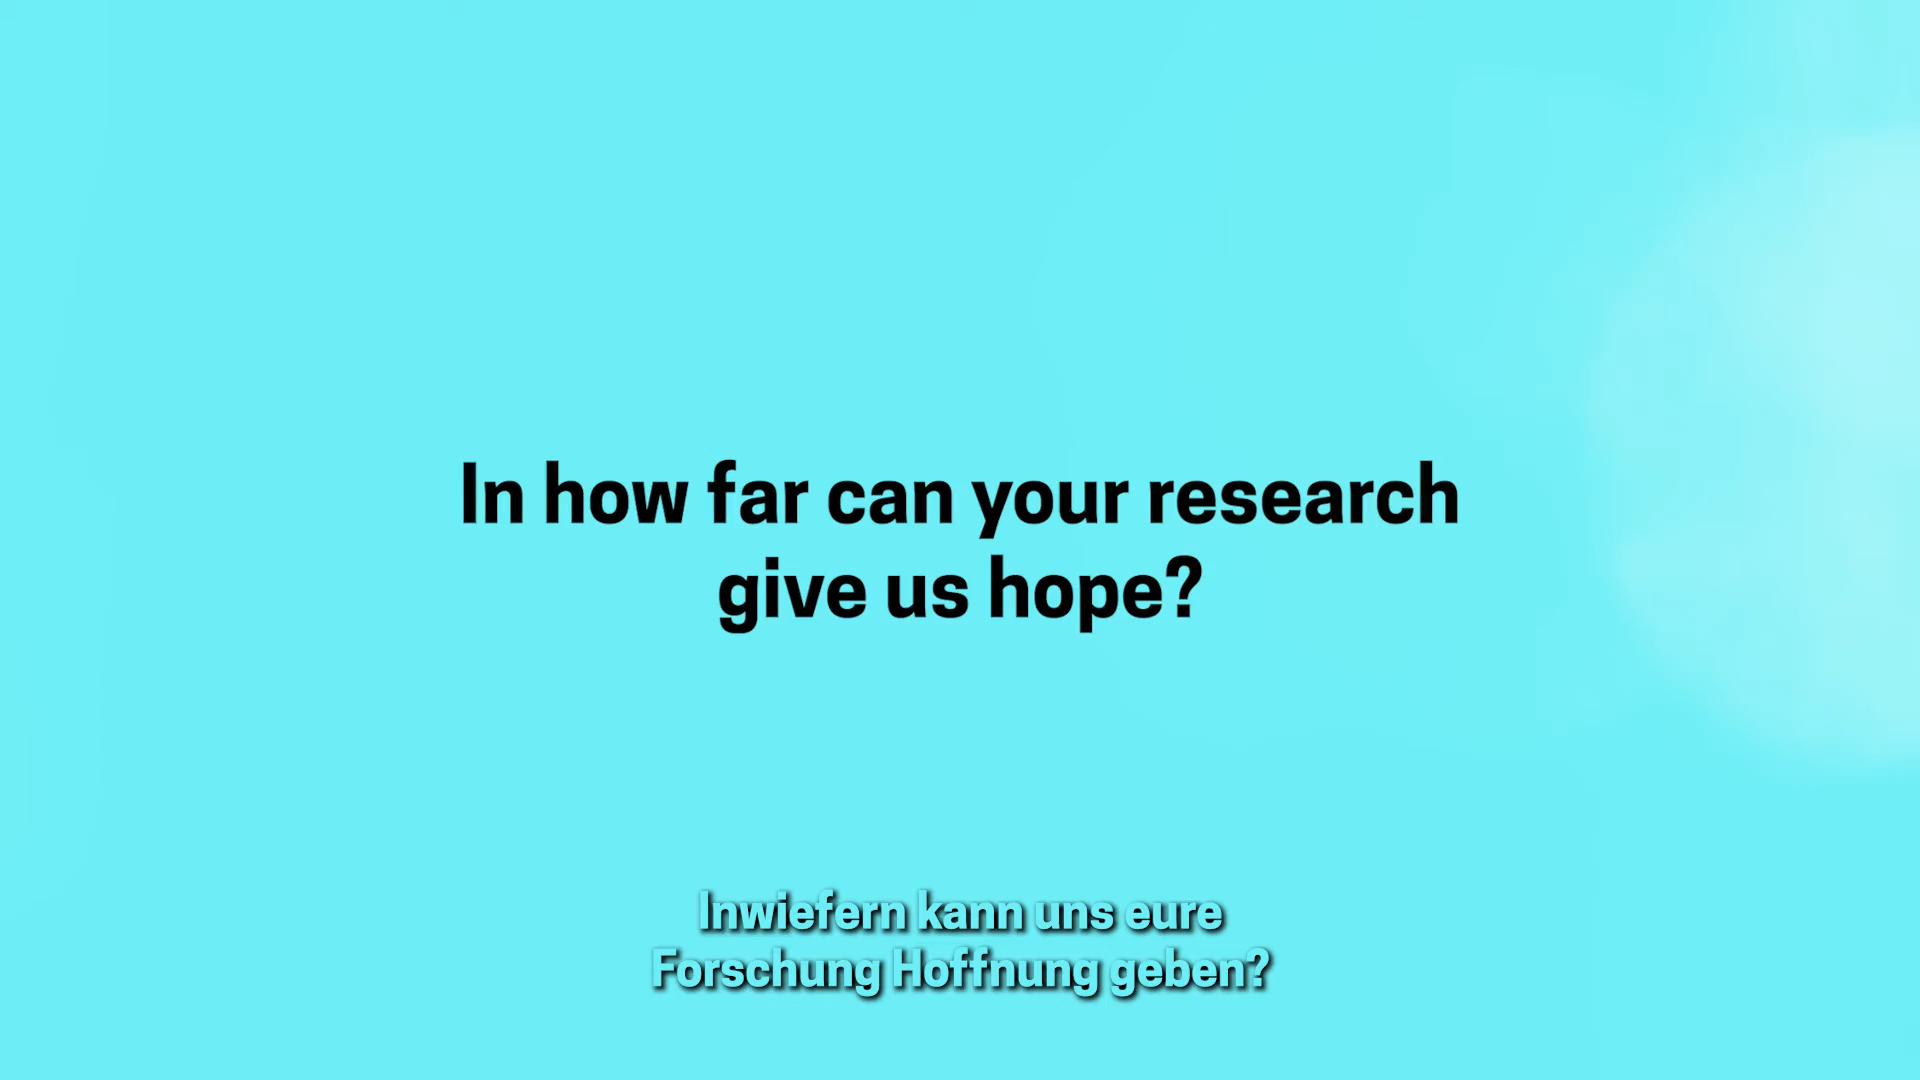 In how far can your research
give us hope?
Inwiefern kann uns eure
Forschung Hoffnung geben?